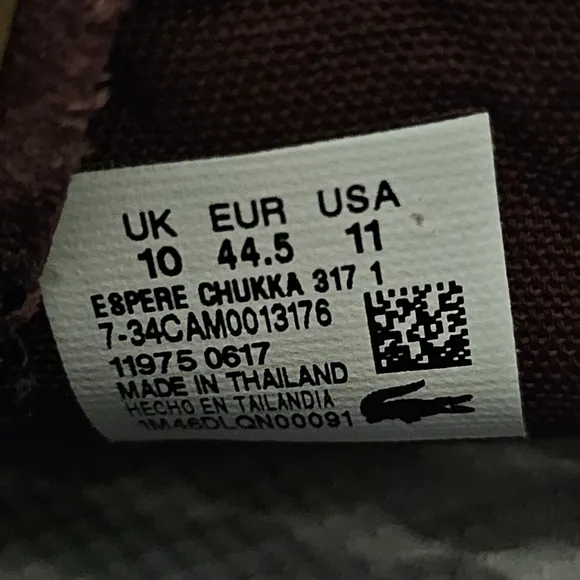 UK EUR USA
10 44.5 11
ESPERE CHUKKA 317 1
7-34CAM0013176
11975 0617
MADE IN THAILAND
HECHO EN TAILANDIA
1M46DLQN00091